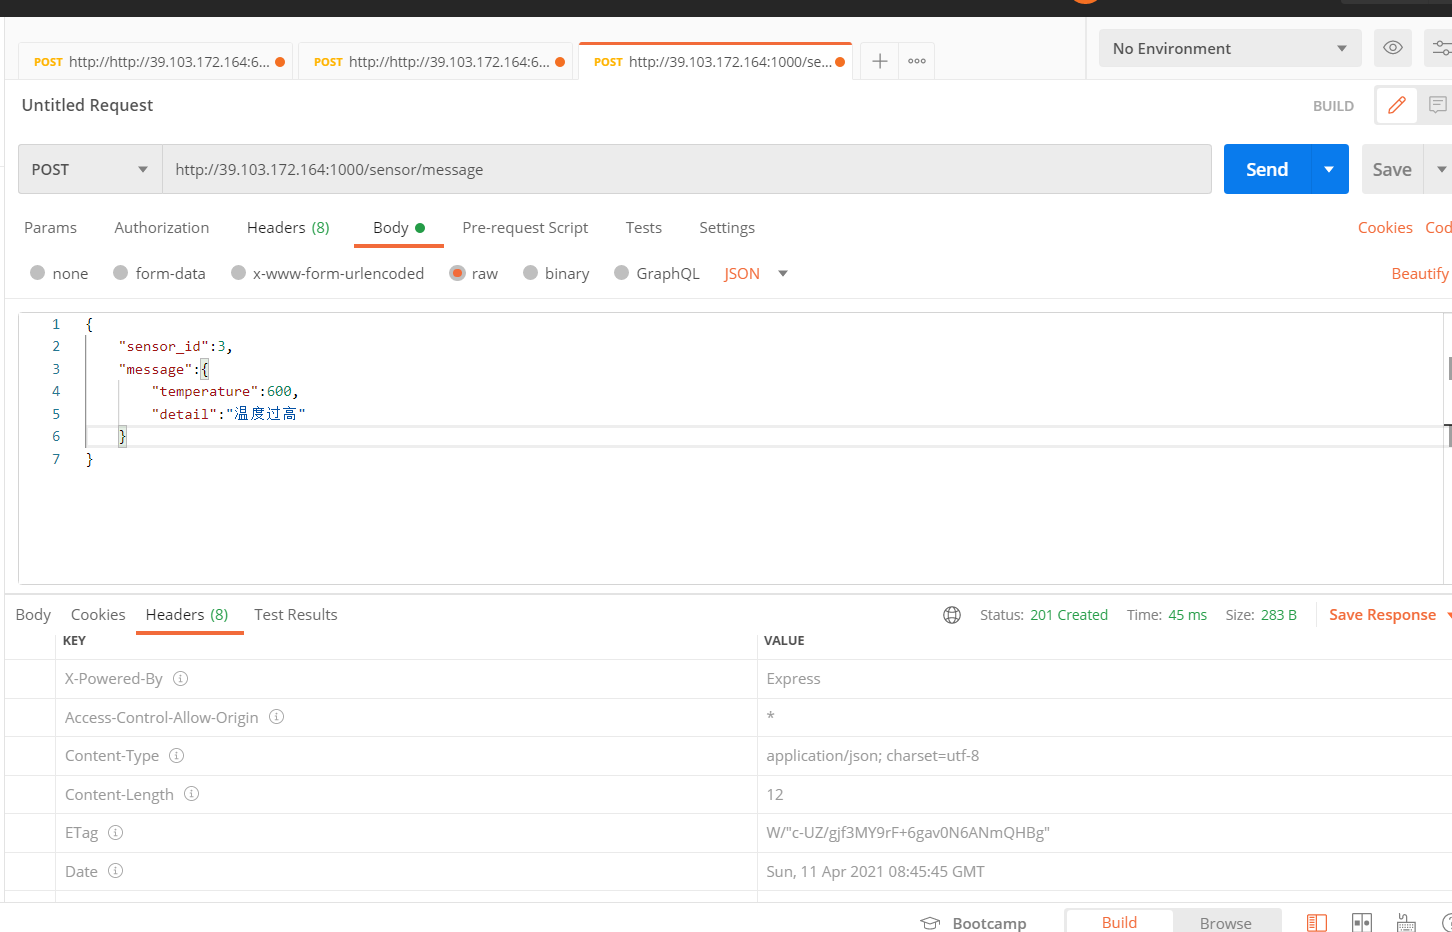 POST http://http://39.103.172.164:6... POST http://http://39.103.172.164:6... POST http://39.103.172.164:1000/se... No Environment
Untitled Request BUILD
POST http://39.103.172.164:1000/sensor/message Send Save
Params Authorization Headers (8) Body Pre-request Script Tests Settings Cookies Cod
none form-data x-www-form-urlencoded raw binary GraphQL JSON Beautify
1 {
2 "sensor_id":3,
3 "message":{
4 "temperature":600,
5 "detail":"温度过高"
6 }
7 }
Body Cookies Headers (8) Test Results Status: 201 Created Time: 45 ms Size: 283 B Save Response
KEY VALUE
X-Powered-By Express
Access-Control-Allow-Origin *
Content-Type application/json; charset=utf-8
Content-Length 12
ETag W/"c-UZ/gjf3MY9rF+6gav0N6ANmQHBg"
Date Sun, 11 Apr 2021 08:45:45 GMT
Bootcamp Build Browse